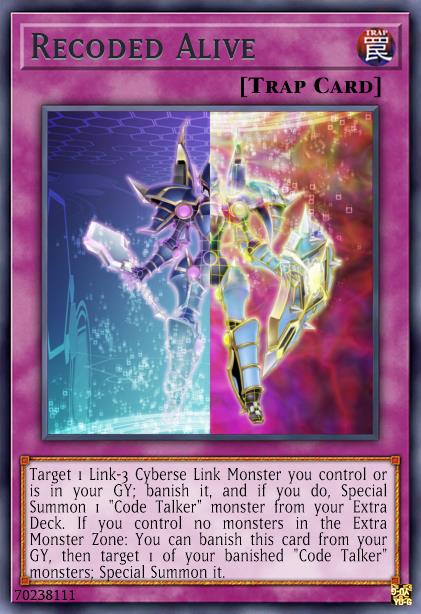 Recoded Alive
TRAP
罠
[Trap Card]
Target 1 Link-3 Cyberse Link Monster you control or
is in your GY; banish it, and if you do, Special
Summon 1 "Code Talker" monster from your Extra
Deck. If you control no monsters in the Extra
Monster Zone: You can banish this card from your
GY, then target 1 of your banished "Code Talker"
monsters; Special Summon it.
70238111